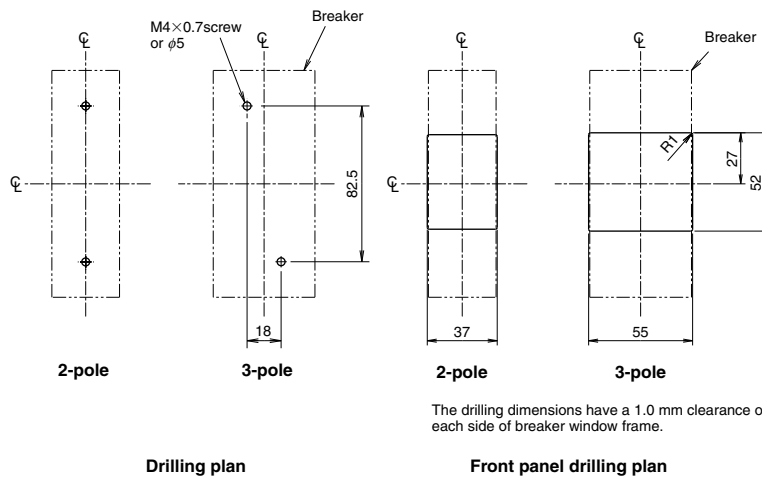 M4×0.7screw
or φ5
Breaker
℄
℄
℄
82.5
18
2-pole
3-pole
Drilling plan
Breaker
℄
℄
℄
R1
27
52
37
55
2-pole
3-pole
The drilling dimensions have a 1.0 mm clearance o
each side of breaker window frame.
Front panel drilling plan